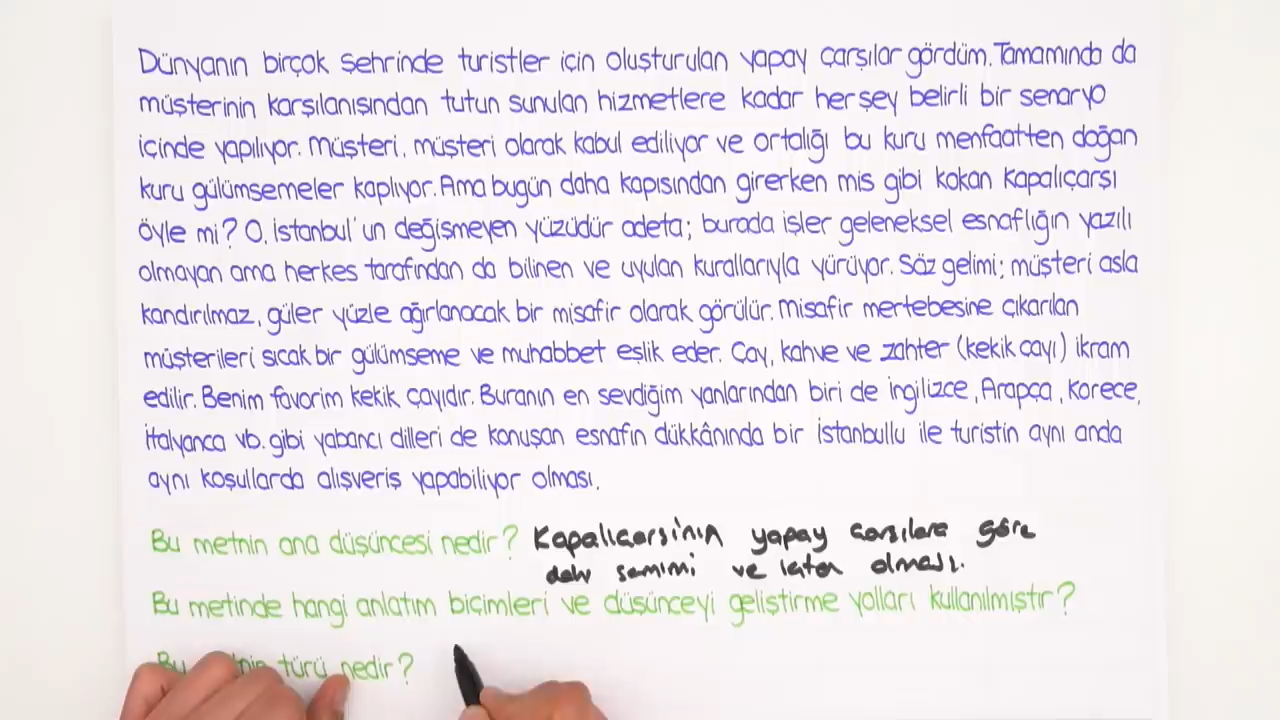 Dünyanın birçok şehrinde turistler için oluşturulan yapay çarşılar gördüm. Tamamında da
müşterinin karşılanışından tutun sunulan hizmetlere kadar her şey belirli bir senaryo
içinde yapılıyor. Müşteri, müşteri olarak kabul ediliyor ve ortalığı bu kuru menfaatten doğan
kuru gülümsemeler kaplıyor. Ama bugün daha kapısından girerken mis gibi kokan Kapalıçarşı
öyle mi? O, İstanbul'un değişmeyen yüzüdür adeta; burada işler geleneksel esnaflığın yazılı
olmayan ama herkes tarafından da bilinen ve uyulan kurallarıyla yürüyor. Söz gelimi; müşteri asla
kandırılmaz, güler yüzle ağırlanacak bir misafir olarak görülür. Misafir mertebesine çıkarılan
müşterileri sıcak bir gülümseme ve muhabbet eşlik eder. Çay, kahve ve zahter (kekik çayı) ikram
edilir. Benim favorim kekik çayıdır. Buranın en sevdiğim yanlarından biri de İngilizce, Arapça, Korece,
İtalyanca vb. gibi yabancı dilleri de konuşan esnafın dükkânında bir İstanbullu ile turistin aynı anda
aynı koşullarda alışveriş yapabiliyor olması.
Bu metnin ana düşüncesi nedir? Kapalıçarşı'nın yapay çarşılara göre
semimi ve olması.
Bu metinde hangi anlatım biçimleri ve düşünceyi geliştirme yolları kullanılmıştır?
Bu türü nedir?